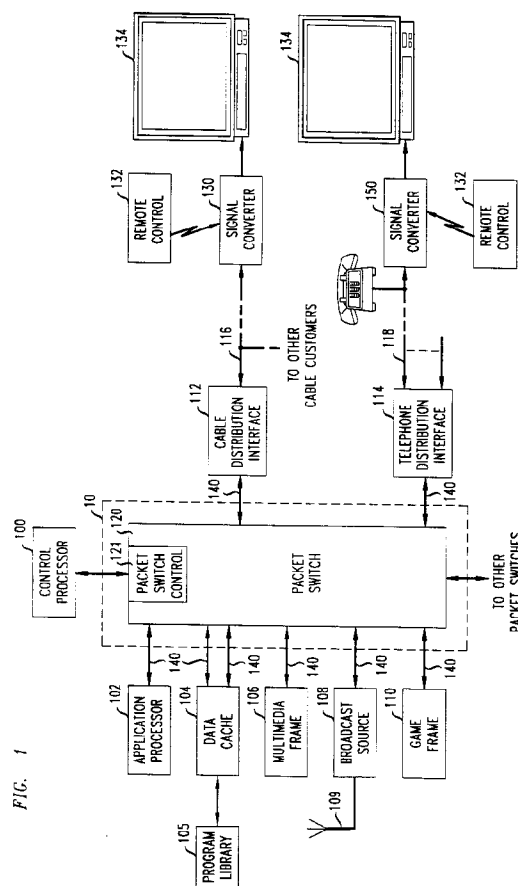 FIG. 1
100
CONTROL
PROCESSOR
10
120
121
PACKET
SWITCH
CONTROL
PACKET
SWITCH
102
APPLICATION
PROCESSOR
140
104
DATA
CACHE
140
105
PROGRAM
LIBRARY
106
MULTIMEDIA
FRAME
140
108
BROADCAST
SOURCE
140
109
110
GAME
FRAME
140
TO OTHER
PACKET SWITCHES
140
112
CABLE
DISTRIBUTION
INTERFACE
116
TO OTHER
CABLE CUSTOMERS
132
REMOTE
CONTROL
130
SIGNAL
CONVERTER
134
140
114
TELEPHONE
DISTRIBUTION
INTERFACE
118
150
SIGNAL
CONVERTER
132
REMOTE
CONTROL
134